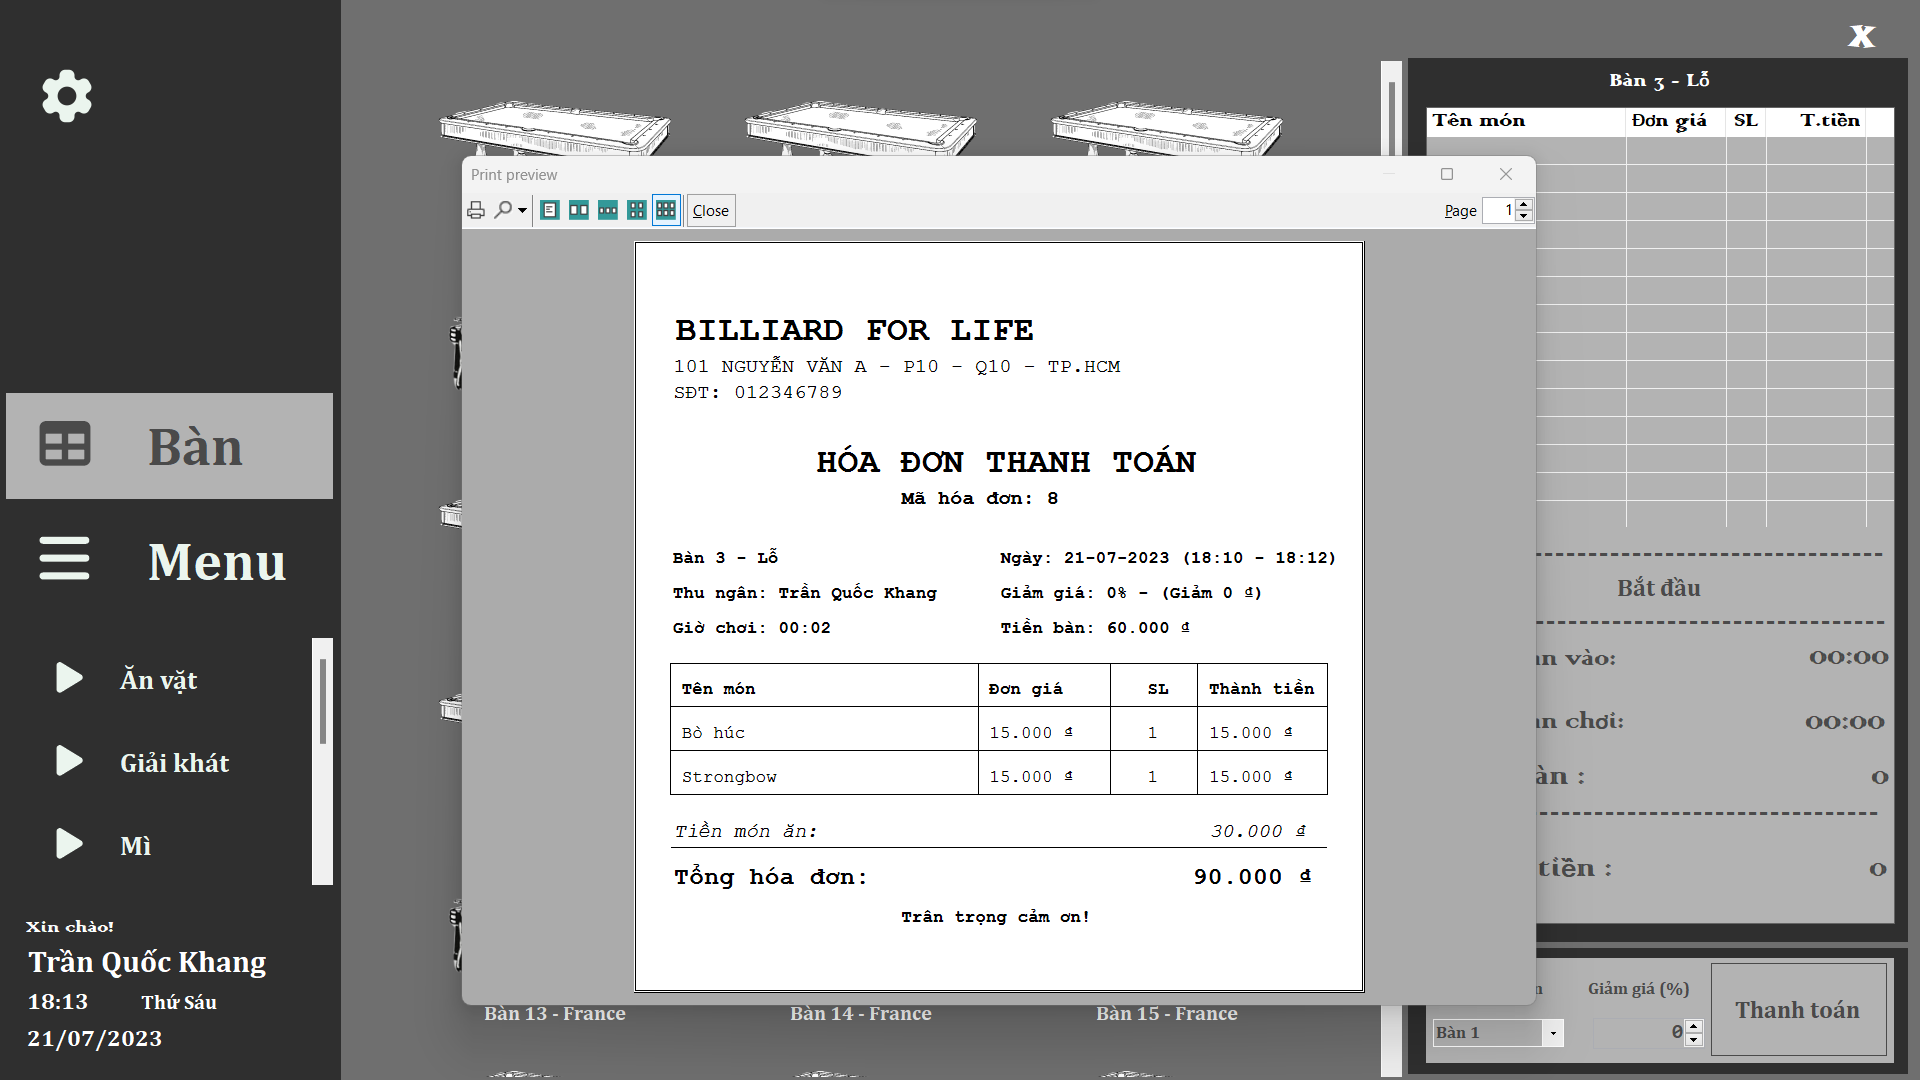 x
Bàn
Menu
Ăn vặt
Giải khát
Mì
Xin chào!
Trần Quốc Khang
18:13 Thứ Sáu
21/07/2023
Print preview
Close
Page 1
BILLIARD FOR LIFE
101 NGUYỄN VĂN A - P10 - Q10 - TP.HCM
SĐT: 012346789
HÓA ĐƠN THANH TOÁN
Mã hóa đơn: 8
Bàn 3 - Lỗ Ngày: 21-07-2023 (18:10 - 18:12)
Thu ngân: Trần Quốc Khang Giảm giá: 0% - (Giảm 0 ₫)
Giờ chơi: 00:02 Tiền bàn: 60.000 ₫
Tên món Đơn giá SL Thành tiền
Bò húc 15.000 ₫ 1 15.000 ₫
Strongbow 15.000 ₫ 1 15.000 ₫
Tiền món ăn: 30.000 ₫
Tổng hóa đơn: 90.000 ₫
Trân trọng cảm ơn!
Bàn 13 - France Bàn 14 - France Bàn 15 - France
Bàn 3 - Lỗ
Tên món Đơn giá SL T.tiền
Bắt đầu
vào: 00:00
chơi: 00:00
: 0
tiền : 0
Giảm giá (%)
Bàn 1 0
Thanh toán